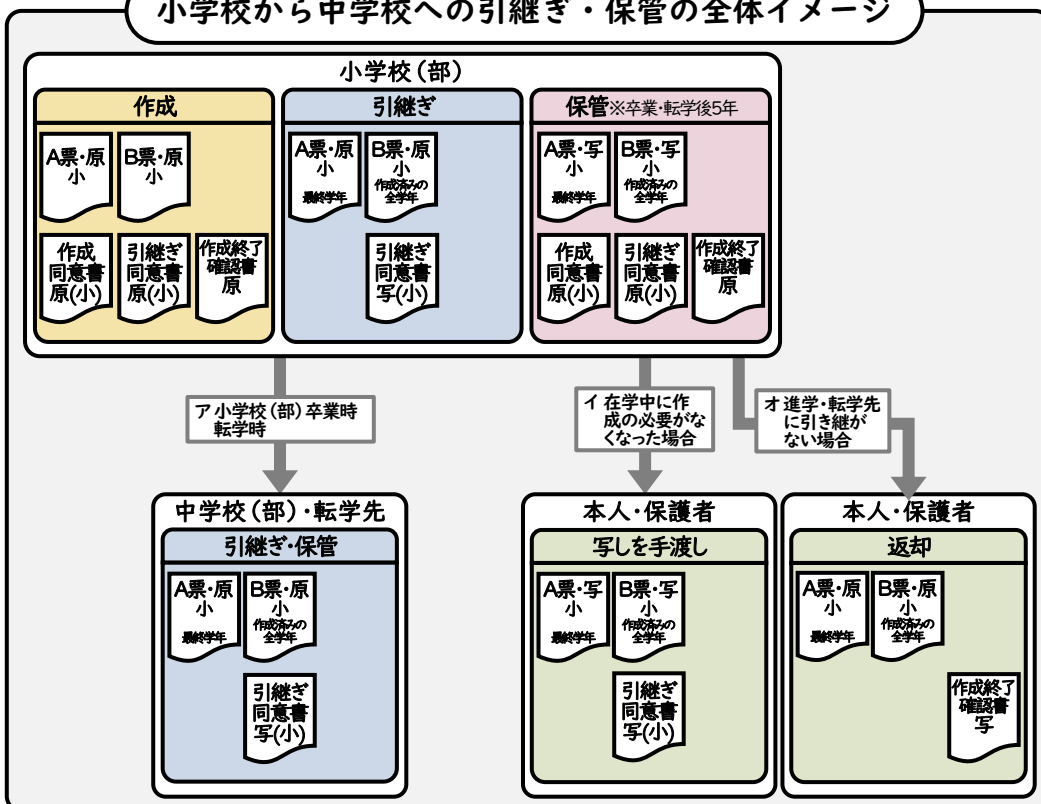 小学校から中学校への引継ぎ・保管の全体イメージ
小学校(部)
作成
A票・原
小
B票・原
小
作成
同意書
原(小)
引継ぎ
同意書
原(小)
作成終了
確認書
原
引継ぎ
A票・原
小
最終学年
B票・原
小
作成済みの
全学年
引継ぎ
同意書
写(小)
保管※卒業・転学後5年
A票・写
小
最終学年
B票・写
小
作成済みの
全学年
作成
同意書
原(小)
引継ぎ
同意書
原(小)
作成終了
確認書
原
ア 小学校(部)卒業時
転学時
イ 在学中に作
成の必要がな
くなった場合
オ 進学・転学先
に引き継が
ない場合
中学校(部)・転学先
引継ぎ・保管
A票・原
小
最終学年
B票・原
小
作成済みの
全学年
引継ぎ
同意書
写(小)
本人・保護者
写しを手渡し
A票・写
小
最終学年
B票・写
小
作成済みの
全学年
引継ぎ
同意書
写(小)
本人・保護者
返却
A票・原
小
最終学年
B票・原
小
作成済みの
全学年
作成終了
確認書
写